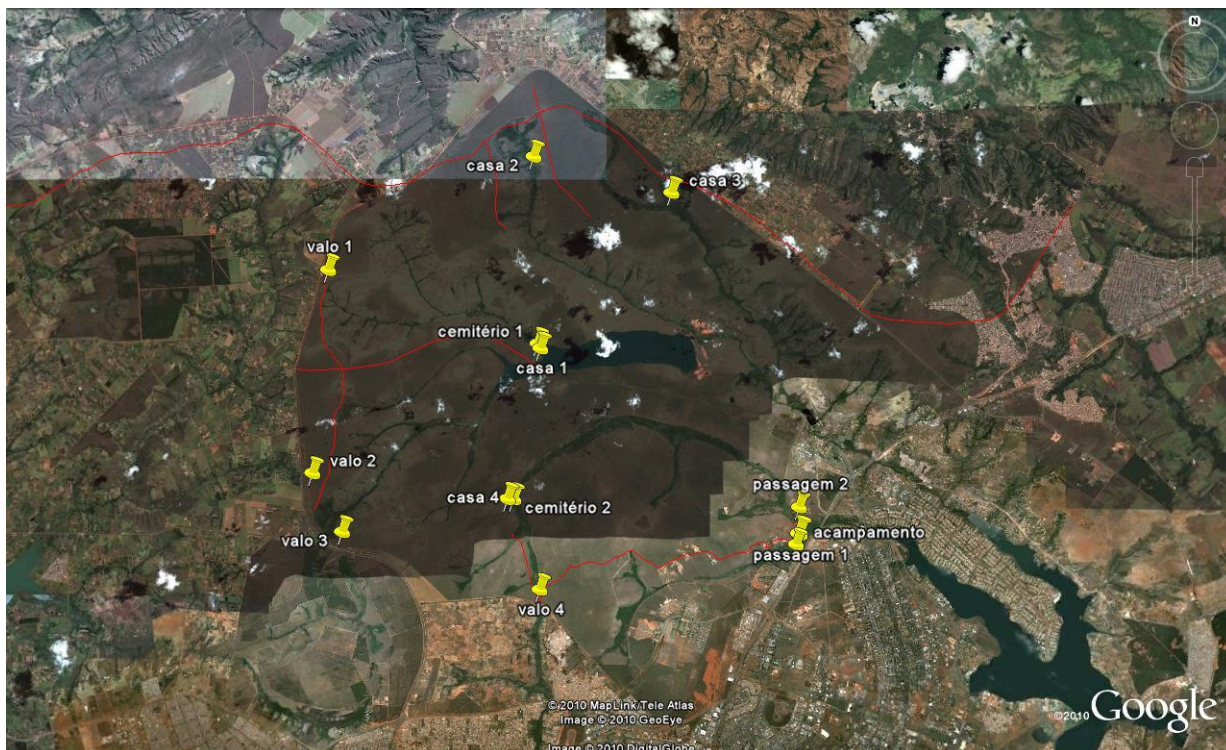 N
casa 2
casa 3
valo 1
cemitério 1
casa 1
valo 2
casa 4
cemitério 2
passagem 2
valo 3
acampamento
passagem 1
valo 4
© 2010 MapLink/Tele Atlas
Image © 2010 GeoEye
Image © 2010 DigitalGlobe
©2010 Google